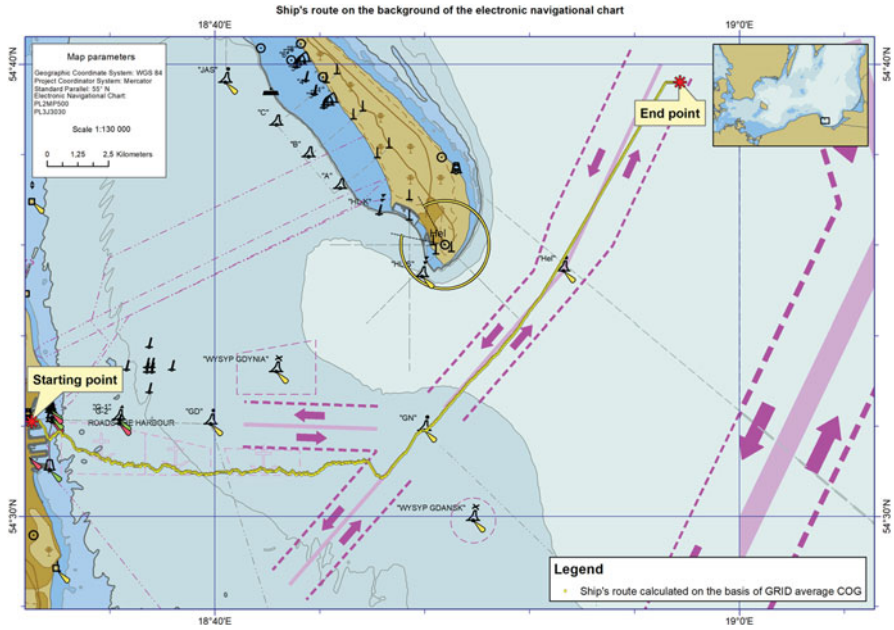 Ship's route on the background of the electronic navigational chart
18°40'E
19°0'E
54°40'N
54°40'N
Map parameters
Geographic Coordinate System: WGS 84
Project Coordinator System: Mercator
Standard Parallel: 55° N
Electronic Navigational Chart:
PL2MP500
PL3J3030
Scale 1:130 000
0 1,25 2,5 Kilometers
"JAS"
"C"
"B"
"A"
"HL-K"
Hel
"HL-S"
"Hel"
End point
"WYSYP GDYNIA"
Starting point
"GD"
"GN"
"WYSYP GDANSK"
54°30'N
54°30'N
Legend
Ship's route calculated on the basis of GRID average COG
18°40'E
19°0'E